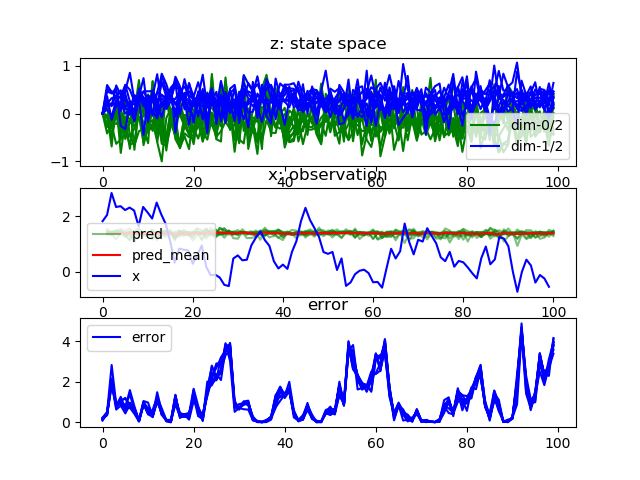 z: state space
1
0
−1
dim-0/2
dim-1/2
0 20 40 60 80 100
x: observation
2
0
pred
pred_mean
x
0 20 40 60 80 100
error
4
2
0
error
0 20 40 60 80 100